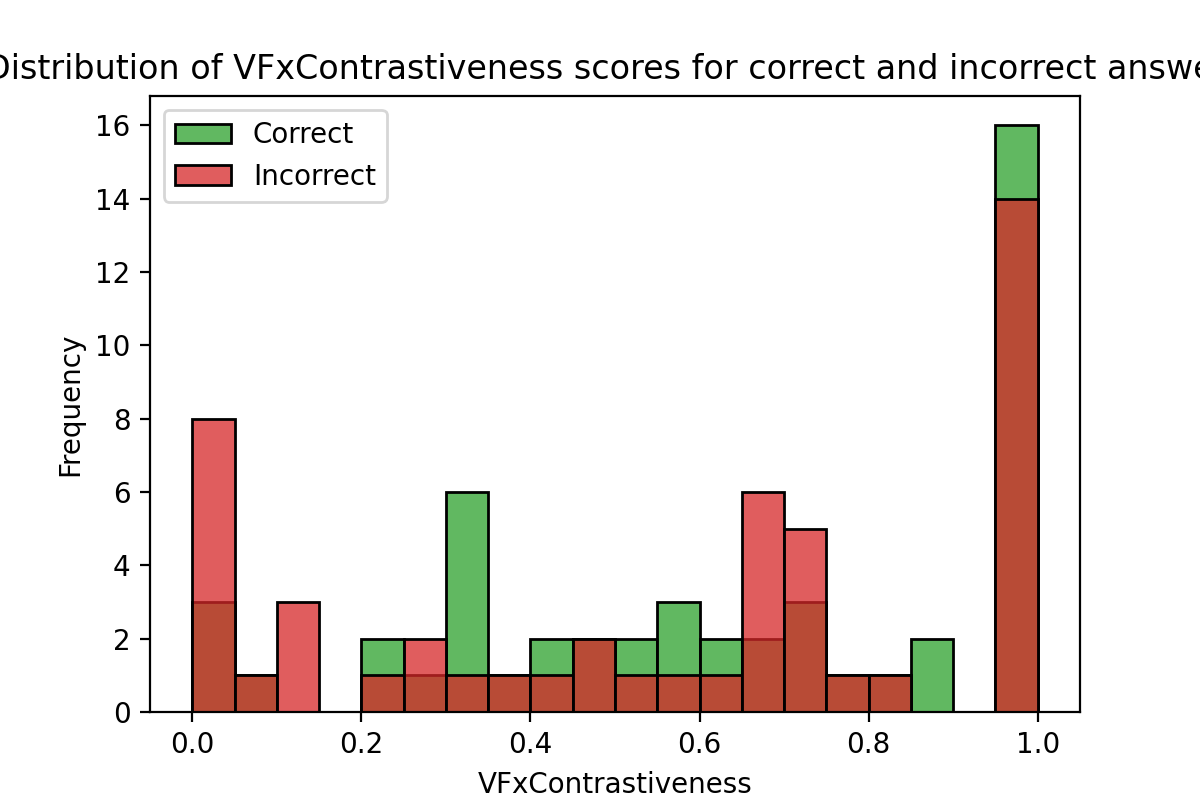 Distribution of VFxContrastiveness scores for correct and incorrect answe
Correct
Incorrect
16
14
12
10
8
6
4
2
0
Frequency
0.0 0.2 0.4 0.6 0.8 1.0
VFxContrastiveness